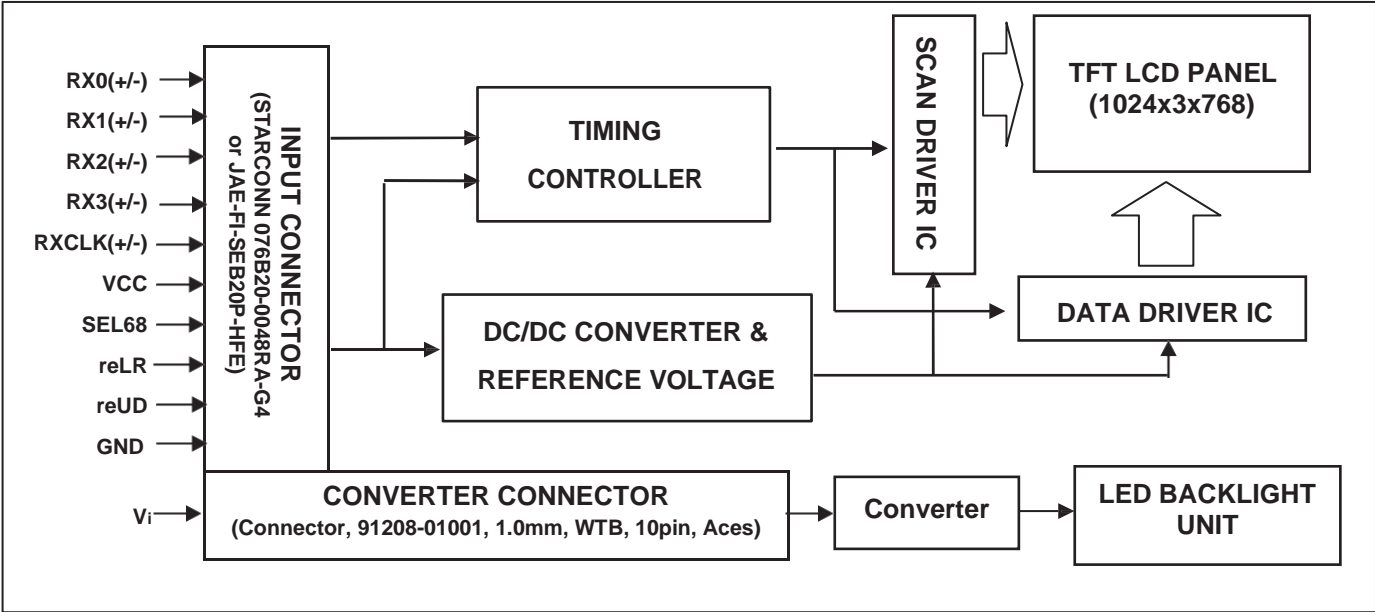 RX0(+/-)
RX1(+/-)
RX2(+/-)
RX3(+/-)
RXCLK(+/-)
VCC
SEL68
reLR
reUD
GND
Vi
INPUT CONNECTOR
(STARCONN 076B20-0048RA-G4
or JAE-FI-SEB20P-HFE)
TIMING
CONTROLLER
SCAN DRIVER IC
TFT LCD PANEL
(1024x3x768)
DC/DC CONVERTER &
REFERENCE VOLTAGE
DATA DRIVER IC
CONVERTER CONNECTOR
(Connector, 91208-01001, 1.0mm, WTB, 10pin, Aces)
Converter
LED BACKLIGHT
UNIT